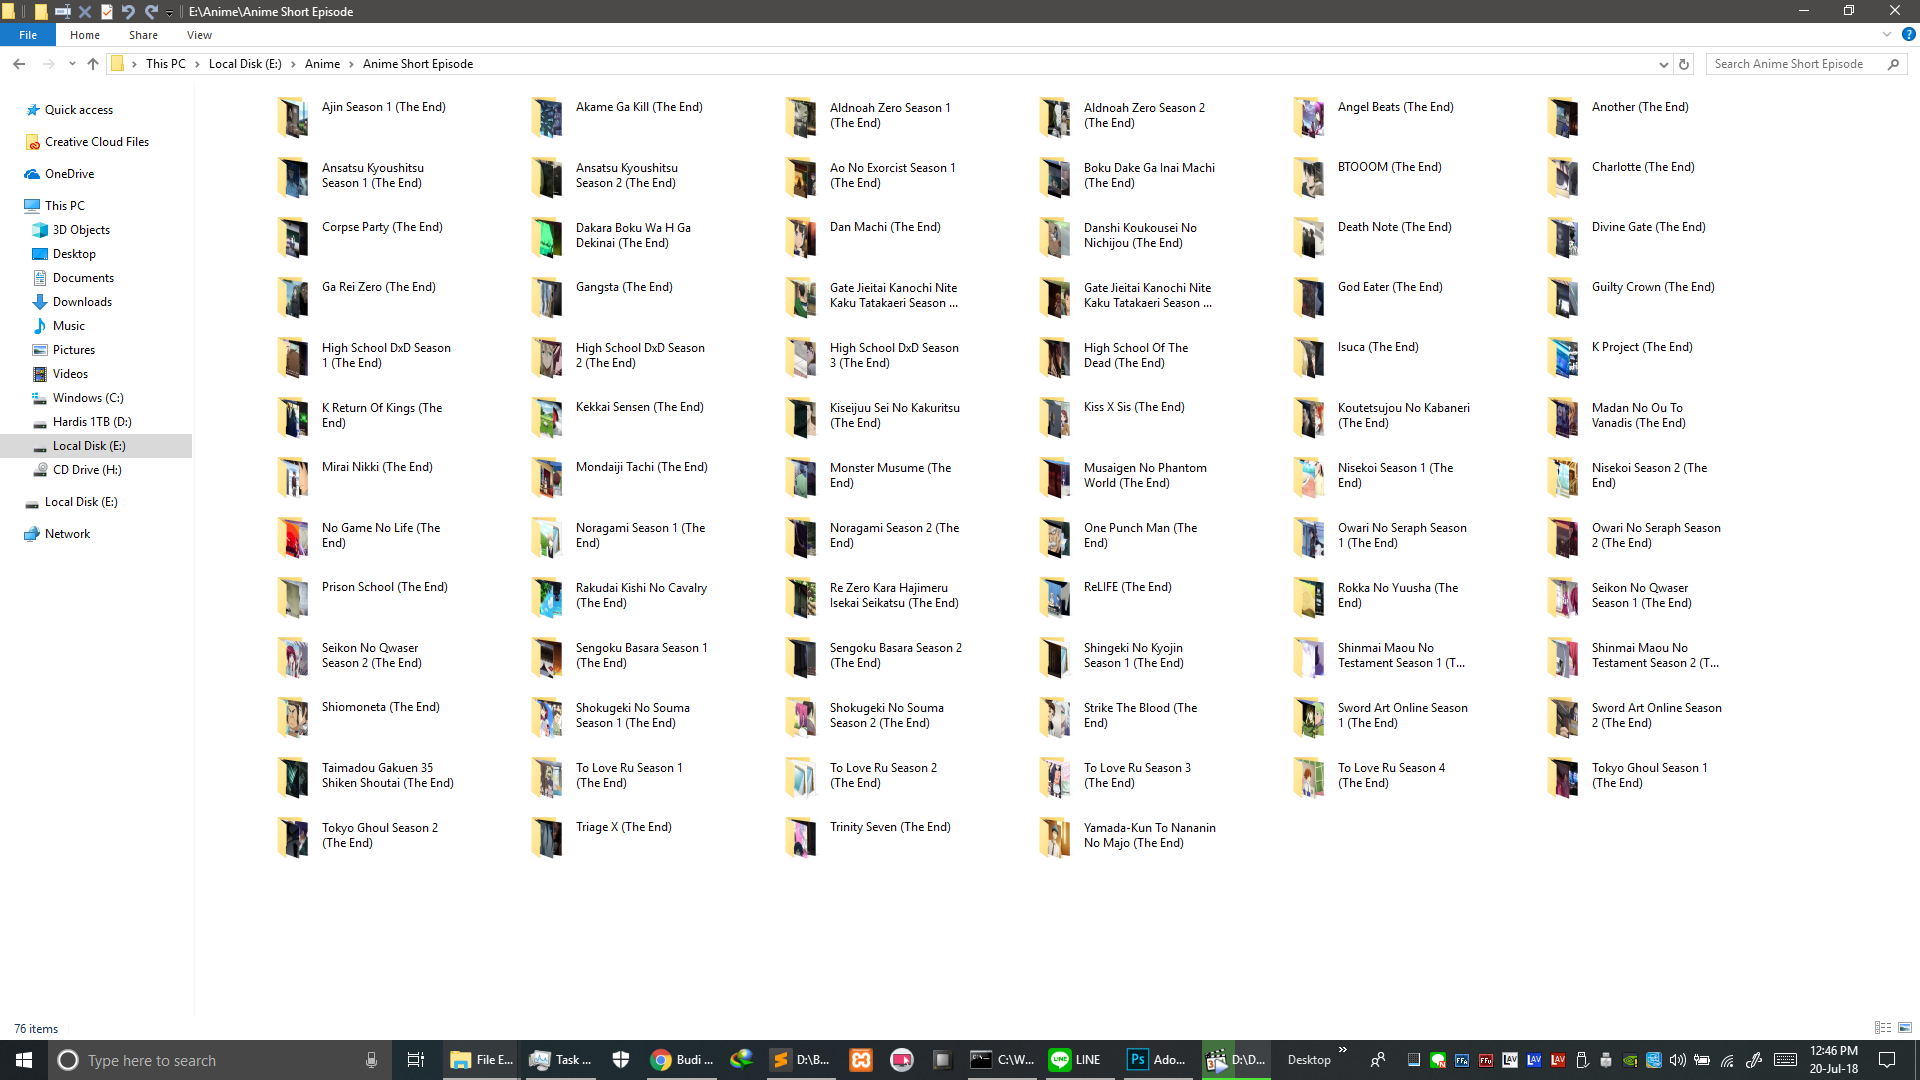 E:\Anime\Anime Short Episode
File
Home
Share
View
This PC
Local Disk (E:)
Anime
Anime Short Episode
Search Anime Short Episode
Quick access
Creative Cloud Files
OneDrive
This PC
3D Objects
Desktop
Documents
Downloads
Music
Pictures
Videos
Windows (C:)
Hardis 1TB (D:)
Local Disk (E:)
CD Drive (H:)
Local Disk (E:)
Network
Ajin Season 1 (The End)
Akame Ga Kill (The End)
Aldnoah Zero Season 1
(The End)
Aldnoah Zero Season 2
(The End)
Angel Beats (The End)
Another (The End)
Ansatsu Kyoushitsu
Season 1 (The End)
Ansatsu Kyoushitsu
Season 2 (The End)
Ao No Exorcist Season 1
(The End)
Boku Dake Ga Inai Machi
(The End)
BTOOOM (The End)
Charlotte (The End)
Corpse Party (The End)
Dakara Boku Wa H Ga
Dekinai (The End)
Dan Machi (The End)
Danshi Koukousei No
Nichijou (The End)
Death Note (The End)
Divine Gate (The End)
Ga Rei Zero (The End)
Gangsta (The End)
Gate Jieitai Kanochi Nite
Kaku Tatakaeri Season ...
Gate Jieitai Kanochi Nite
Kaku Tatakaeri Season ...
God Eater (The End)
Guilty Crown (The End)
High School DxD Season
1 (The End)
High School DxD Season
2 (The End)
High School DxD Season
3 (The End)
High School Of The
Dead (The End)
Isuca (The End)
K Project (The End)
K Return Of Kings (The
End)
Kekkai Sensen (The End)
Kiseijuu Sei No Kakuritsu
(The End)
Kiss X Sis (The End)
Koutetsujou No Kabaneri
(The End)
Madan No Ou To
Vanadis (The End)
Mirai Nikki (The End)
Mondaiji Tachi (The End)
Monster Musume (The
End)
Musaigen No Phantom
World (The End)
Nisekoi Season 1 (The
End)
Nisekoi Season 2 (The
End)
No Game No Life (The
End)
Noragami Season 1 (The
End)
Noragami Season 2 (The
End)
One Punch Man (The
End)
Owari No Seraph Season
1 (The End)
Owari No Seraph Season
2 (The End)
Prison School (The End)
Rakudai Kishi No Cavalry
(The End)
Re Zero Kara Hajimeru
Isekai Seikatsu (The End)
ReLIFE (The End)
Rokka No Yuusha (The
End)
Seikon No Qwaser
Season 1 (The End)
Seikon No Qwaser
Season 2 (The End)
Sengoku Basara Season 1
(The End)
Sengoku Basara Season 2
(The End)
Shingeki No Kyojin
Season 1 (The End)
Shinmai Maou No
Testament Season 1 (T...
Shinmai Maou No
Testament Season 2 (T...
Shiomoneta (The End)
Shokugeki No Souma
Season 1 (The End)
Shokugeki No Souma
Season 2 (The End)
Strike The Blood (The
End)
Sword Art Online Season
1 (The End)
Sword Art Online Season
2 (The End)
Taimadou Gakuen 35
Shiken Shoutai (The End)
To Love Ru Season 1
(The End)
To Love Ru Season 2
(The End)
To Love Ru Season 3
(The End)
To Love Ru Season 4
(The End)
Tokyo Ghoul Season 1
(The End)
Tokyo Ghoul Season 2
(The End)
Triage X (The End)
Trinity Seven (The End)
Yamada-Kun To Nananin
No Majo (The End)
76 items
Type here to search
File E...
Task ...
Budi ...
D:\B...
C:\W...
LINE
Ps
Ado...
D:\D...
Desktop
LAV
LAV
LAV
12:46 PM
20-Jul-18